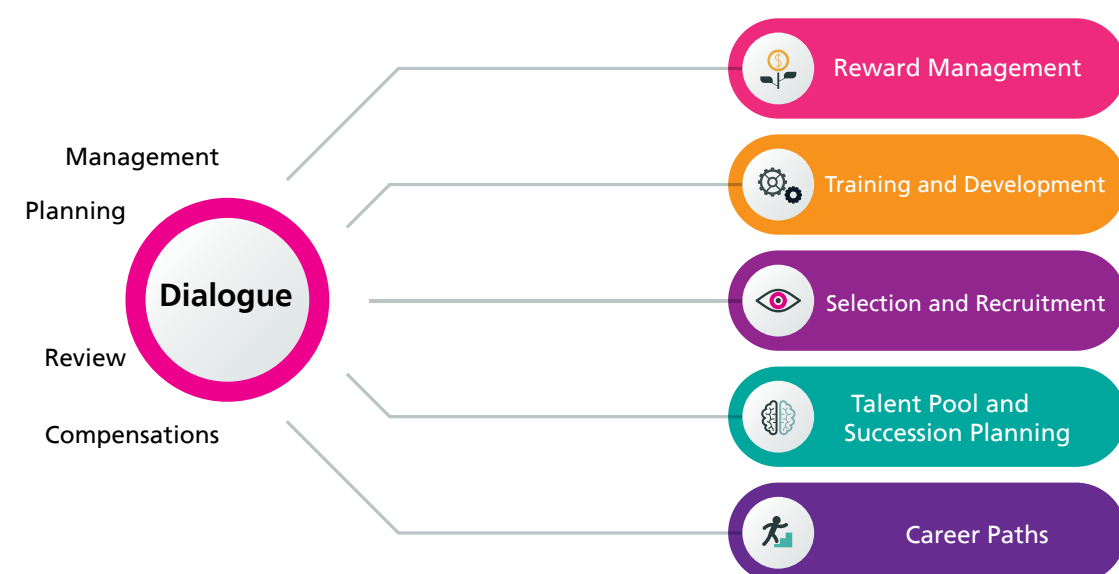 Management
Planning
Dialogue
Review
Compensations
Reward Management
Training and Development
Selection and Recruitment
Talent Pool and
Succession Planning
Career Paths